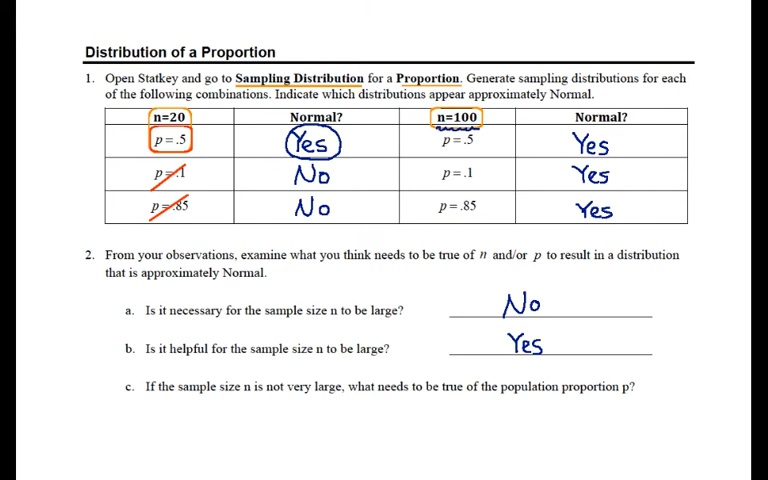 Distribution of a Proportion
1. Open Statkey and go to Sampling Distribution for a Proportion. Generate sampling distributions for each
of the following combinations. Indicate which distributions appear approximately Normal.
n=20 Normal? n=100 Normal?
p = .5 Yes p = .5 Yes
p = .1 No p = .1 Yes
p = .85 No p = .85 Yes
2. From your observations, examine what you think needs to be true of n and/or p to result in a distribution
that is approximately Normal.
a. Is it necessary for the sample size n to be large? No
b. Is it helpful for the sample size n to be large? Yes
c. If the sample size n is not very large, what needs to be true of the population proportion p?